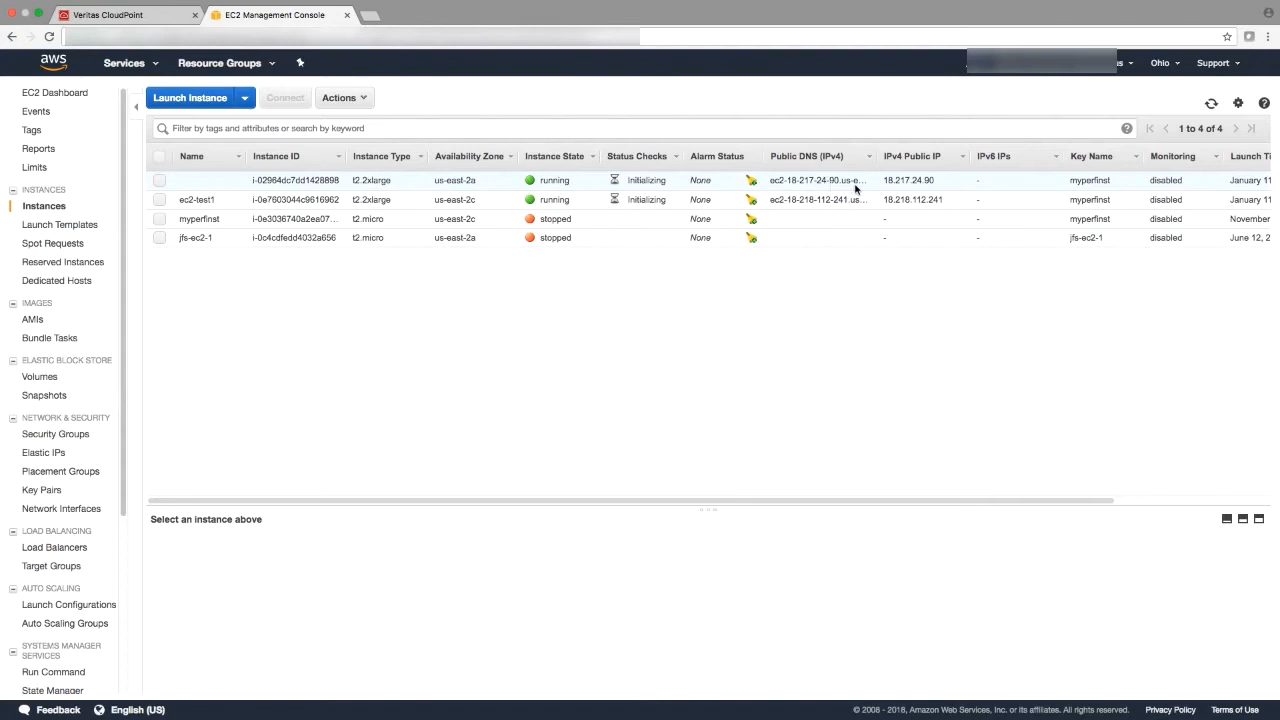 Veritas CloudPoint
EC2 Management Console
aws Services Resource Groups Ohio Support
EC2 Dashboard
Events
Tags
Reports
Limits
INSTANCES
Instances
Launch Templates
Spot Requests
Reserved Instances
Dedicated Hosts
IMAGES
AMIs
Bundle Tasks
ELASTIC BLOCK STORE
Volumes
Snapshots
NETWORK & SECURITY
Security Groups
Elastic IPs
Placement Groups
Key Pairs
Network Interfaces
LOAD BALANCING
Load Balancers
Target Groups
AUTO SCALING
Launch Configurations
Auto Scaling Groups
SYSTEMS MANAGER
SERVICES
Run Command
State Manager
Launch Instance Connect Actions
Filter by tags and attributes or search by keyword 1 to 4 of 4
Name Instance ID Instance Type Availability Zone Instance State Status Checks Alarm Status Public DNS (IPv4) IPv4 Public IP IPv6 IPs Key Name Monitoring Launch Ti
i-02964dc7dd1428898 t2.2xlarge us-east-2a running Initializing None ec2-18-217-24-90.us-e... 18.217.24.90 - myperfinst disabled January 11
ec2-test1 i-0e7603044c9616962 t2.2xlarge us-east-2c running Initializing None ec2-18-218-112-241.us... 18.218.112.241 - myperfinst disabled January 11
myperfinst i-0e3036740a2ea07... t2.micro us-east-2c stopped None - - myperfinst disabled November
jfs-ec2-1 i-0c4cdfedd4032a656 t2.micro us-east-2a stopped None - - jfs-ec2-1 disabled June 12, 2
Select an instance above
Feedback English (US) © 2008 - 2018, Amazon Web Services, Inc. or its affiliates. All rights reserved. Privacy Policy Terms of Use